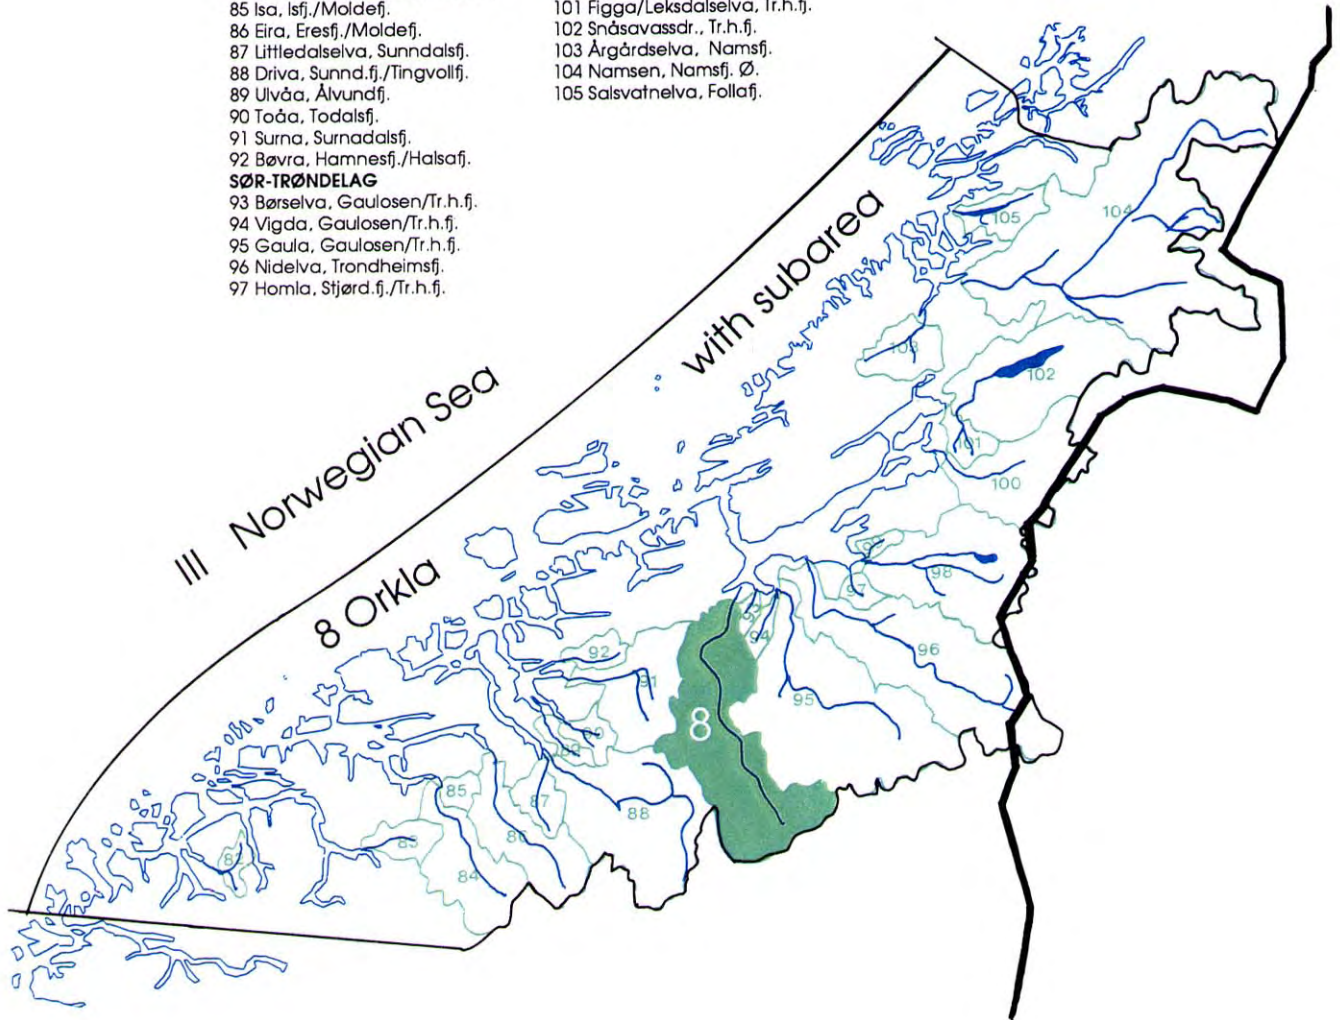 85 Isa, Isfj./Moldefj.
86 Eira, Eresfj./Moldefj.
87 Littledalselva, Sunndalsfj.
88 Driva, Sunnd.fj./Tingvollfj.
89 Ulvåa, Ålvundfj.
90 Toåa, Todalsfj.
91 Surna, Surnadalsfj.
92 Bøvra, Hamnesfj./Halsafj.
SØR-TRØNDELAG
93 Børselva, Gaulosen/Tr.h.fj.
94 Vigda, Gaulosen/Tr.h.fj.
95 Gaula, Gaulosen/Tr.h.fj.
96 Nidelva, Trondheimsfj.
97 Homla, Stjørd.fj./Tr.h.fj.
101 Figga/Leksdalselva, Tr.h.fj.
102 Snåsavassdr., Tr.h.fj.
103 Årgårdselva, Namsfj.
104 Namsen, Namsfj. Ø.
105 Salsvatnelva, Follafj.
III Norwegian Sea
with subarea
8 Orkla
104
105
103
102
101
100
99
98
97
93
94
96
92
91
95
8
90
89
85
87
88
86
83
82
84